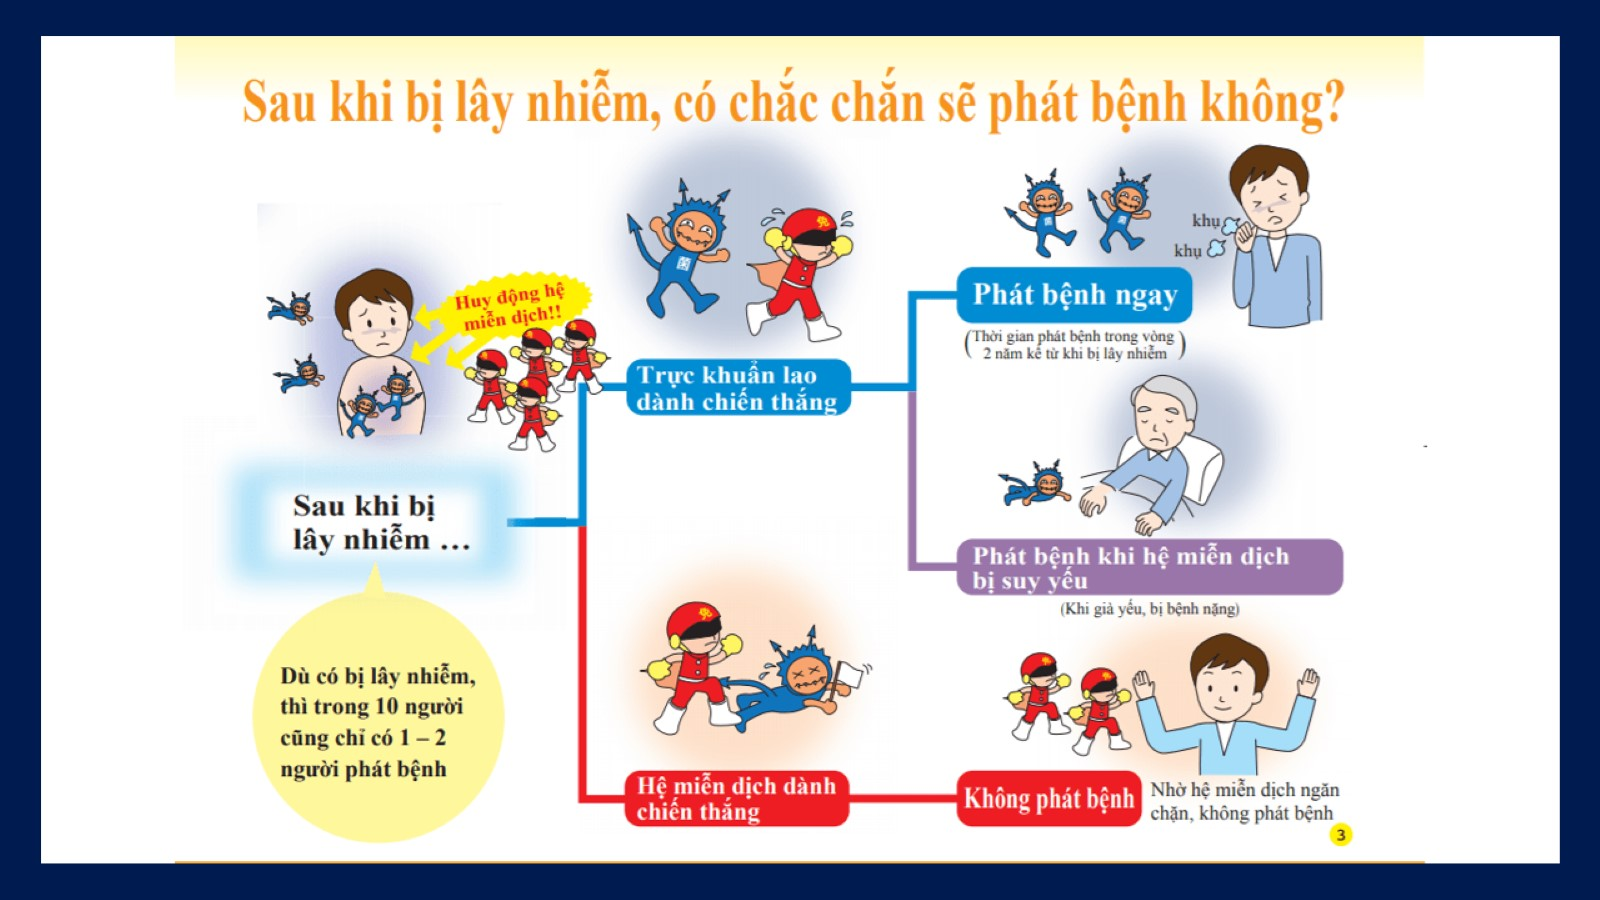 Sau khi bị lây nhiễm, có chắc chắn sẽ phát bệnh không?
Huy động hệ
miễn dịch!!
Sau khi bị
lây nhiễm ...
Dù có bị lây nhiễm,
thì trong 10 người
cũng chỉ có 1 – 2
người phát bệnh
菌
免
Trực khuẩn lao
dành chiến thắng
菌
菌
khụ
khụ
Phát bệnh ngay
(Thời gian phát bệnh trong vòng
2 năm kể từ khi bị lây nhiễm)
Phát bệnh khi hệ miễn dịch
bị suy yếu
(Khi già yếu, bị bệnh nặng)
免
Hệ miễn dịch dành
chiến thắng
Không phát bệnh
Nhờ hệ miễn dịch ngăn
chặn, không phát bệnh
3